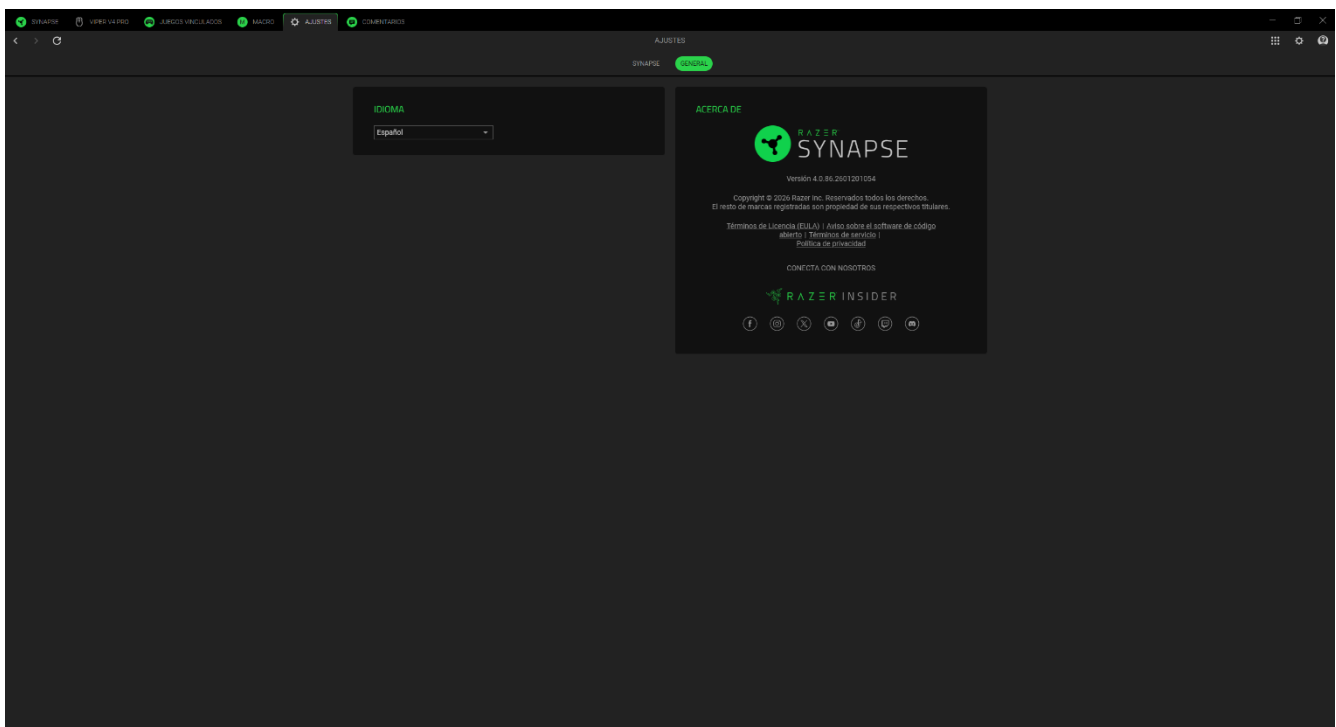 SYNAPSE VIPER V4 PRO JUEGOS VINCULADOS MACRO AJUSTES COMENTARIOS
AJUSTES
SYNAPSE GENERAL
IDIOMA
Español
ACERCA DE
RAZER
SYNAPSE
Versión 4.0.86.2601201054
Copyright © 2026 Razer Inc. Reservados todos los derechos.
El resto de marcas registradas son propiedad de sus respectivos titulares.
Términos de Licencia (EULA) | Aviso sobre el software de código
abierto | Términos de servicio |
Política de privacidad
CONECTA CON NOSOTROS
RAZER INSIDER